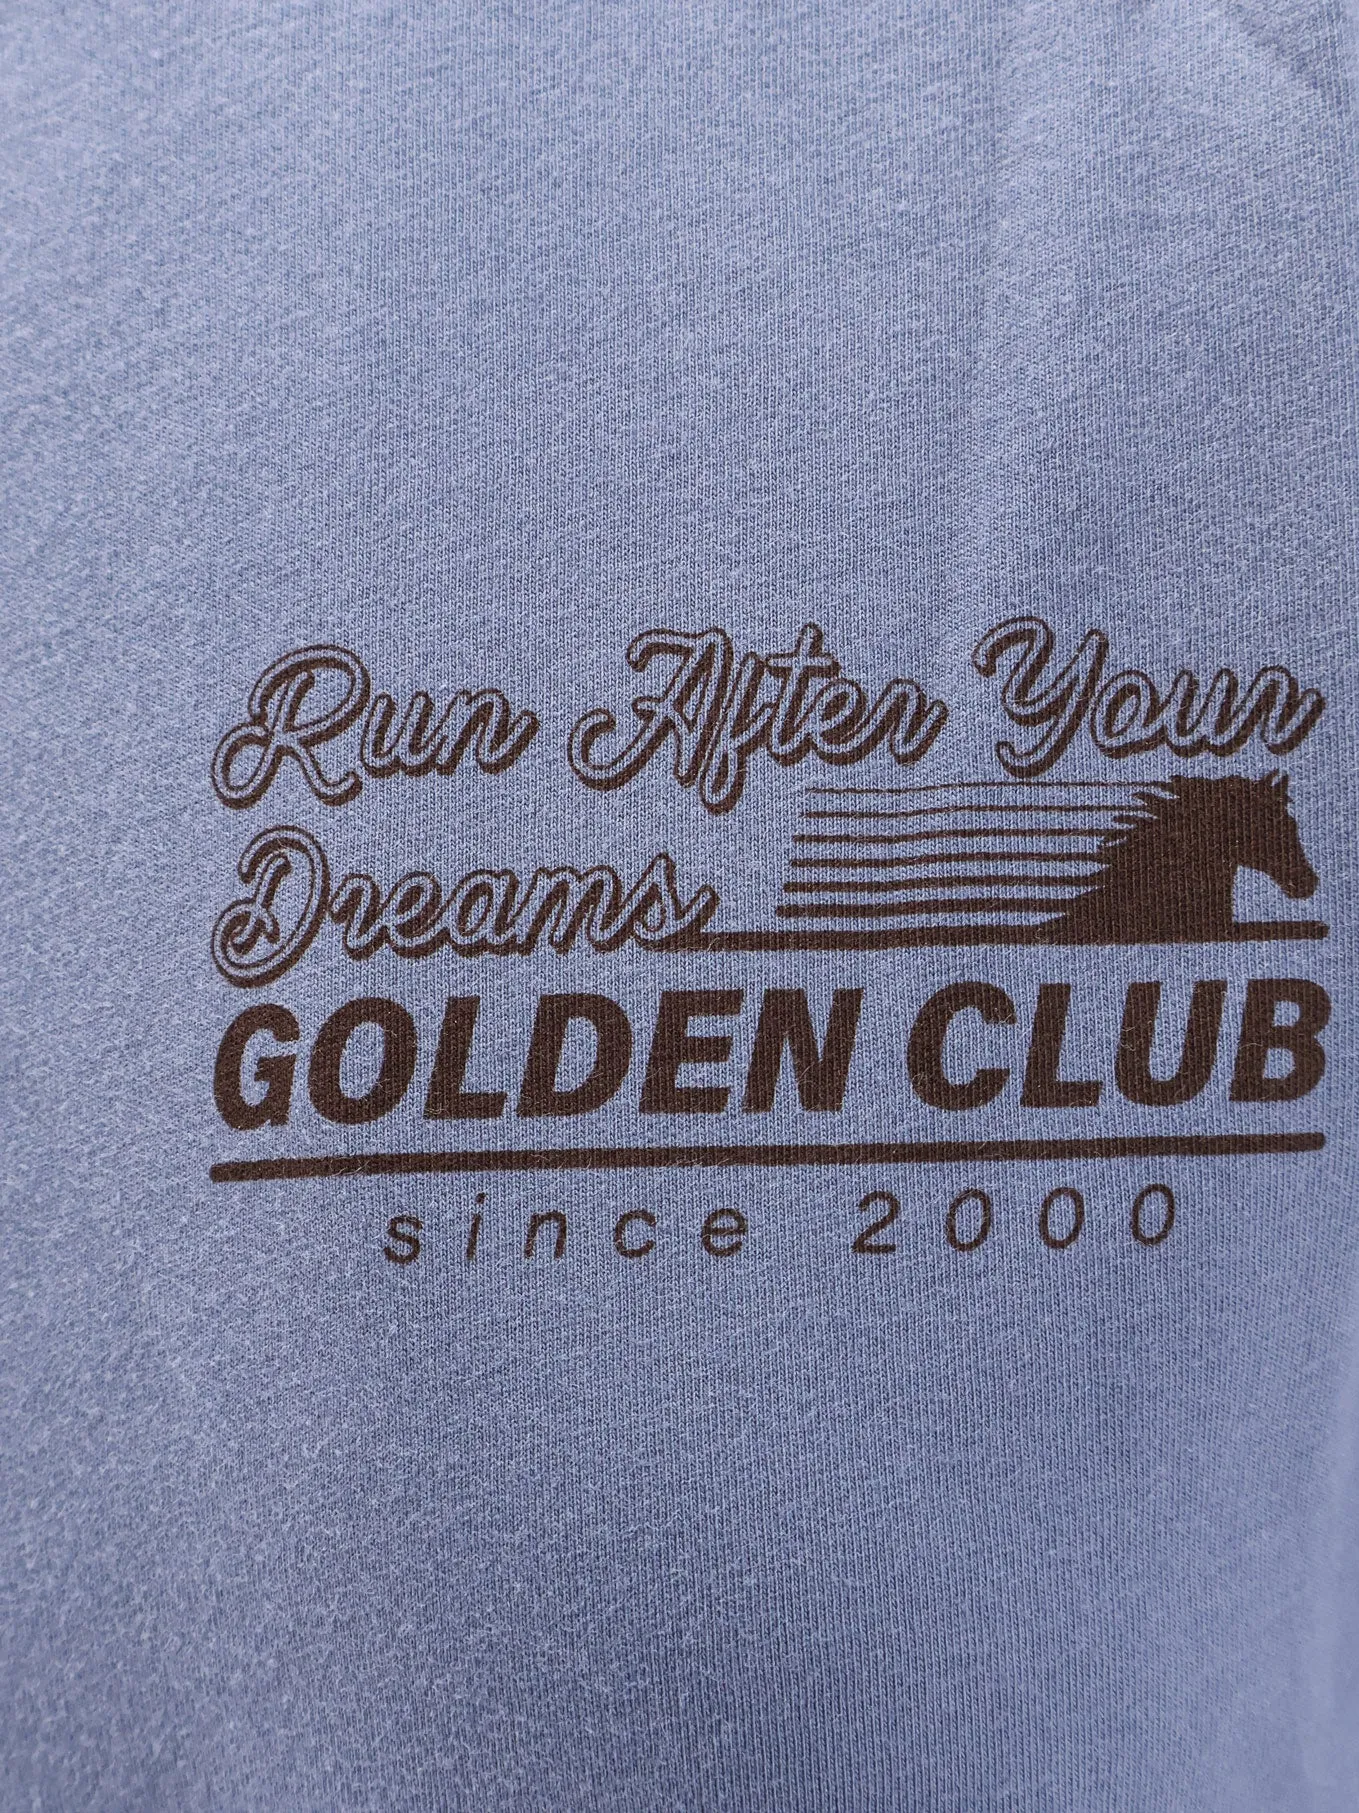 Run After Your
Dreams
GOLDEN CLUB
since 2000